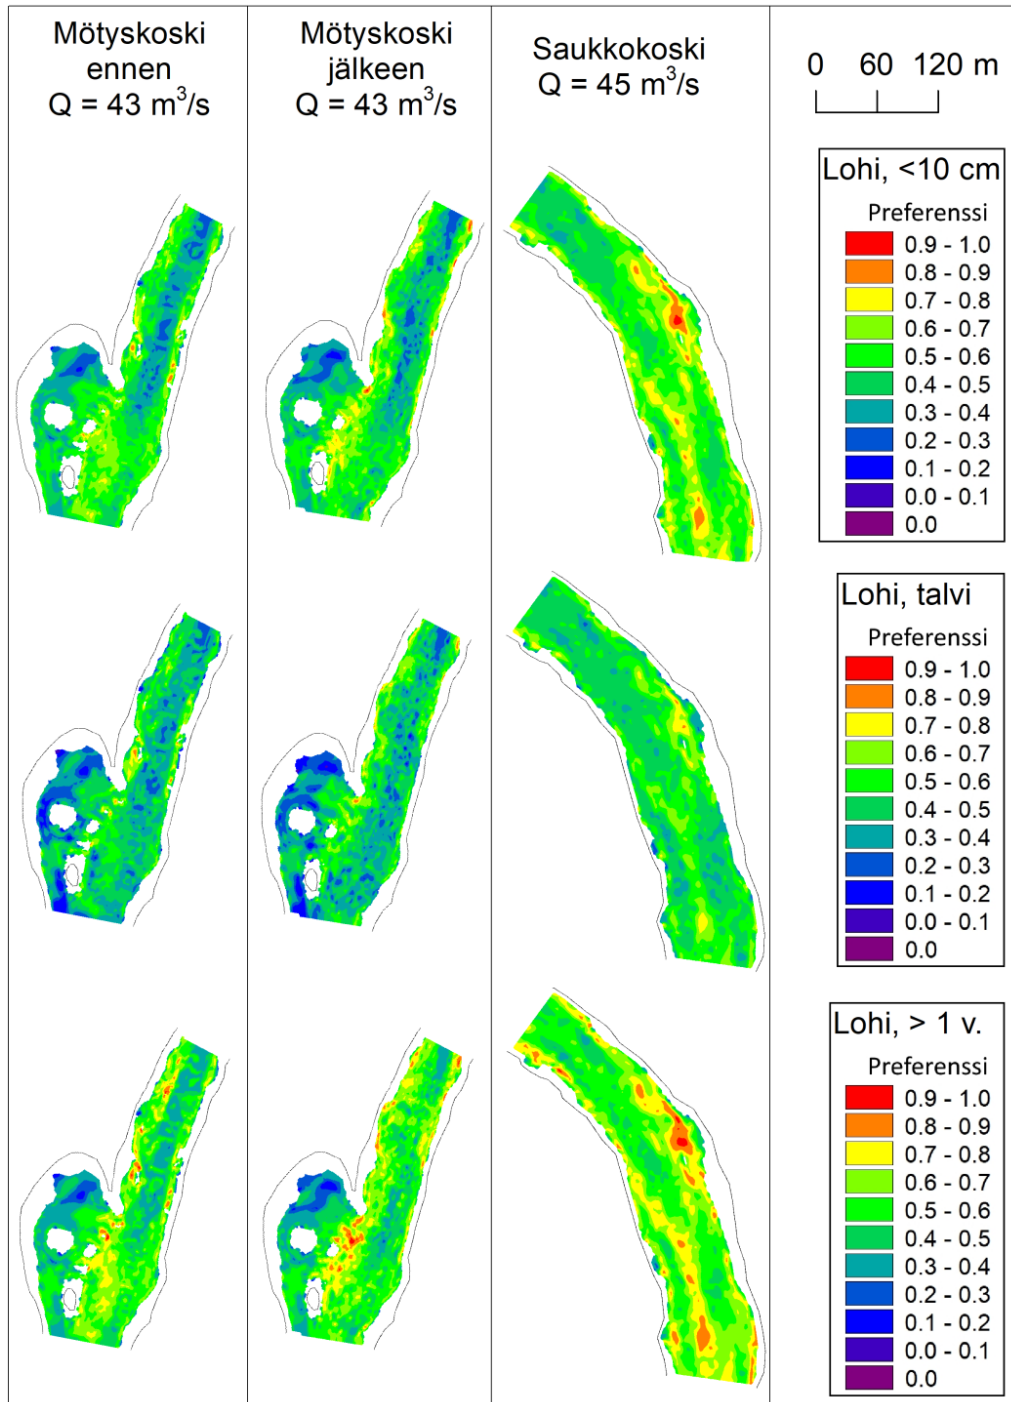 Mötyskoski
ennen
Q = 43 m³/s
Mötyskoski
jälkeen
Q = 43 m³/s
Saukkokoski
Q = 45 m³/s
0 60 120 m
Lohi, <10 cm
Preferenssi
0.9 - 1.0
0.8 - 0.9
0.7 - 0.8
0.6 - 0.7
0.5 - 0.6
0.4 - 0.5
0.3 - 0.4
0.2 - 0.3
0.1 - 0.2
0.0 - 0.1
0.0
Lohi, talvi
Preferenssi
0.9 - 1.0
0.8 - 0.9
0.7 - 0.8
0.6 - 0.7
0.5 - 0.6
0.4 - 0.5
0.3 - 0.4
0.2 - 0.3
0.1 - 0.2
0.0 - 0.1
0.0
Lohi, > 1 v.
Preferenssi
0.9 - 1.0
0.8 - 0.9
0.7 - 0.8
0.6 - 0.7
0.5 - 0.6
0.4 - 0.5
0.3 - 0.4
0.2 - 0.3
0.1 - 0.2
0.0 - 0.1
0.0